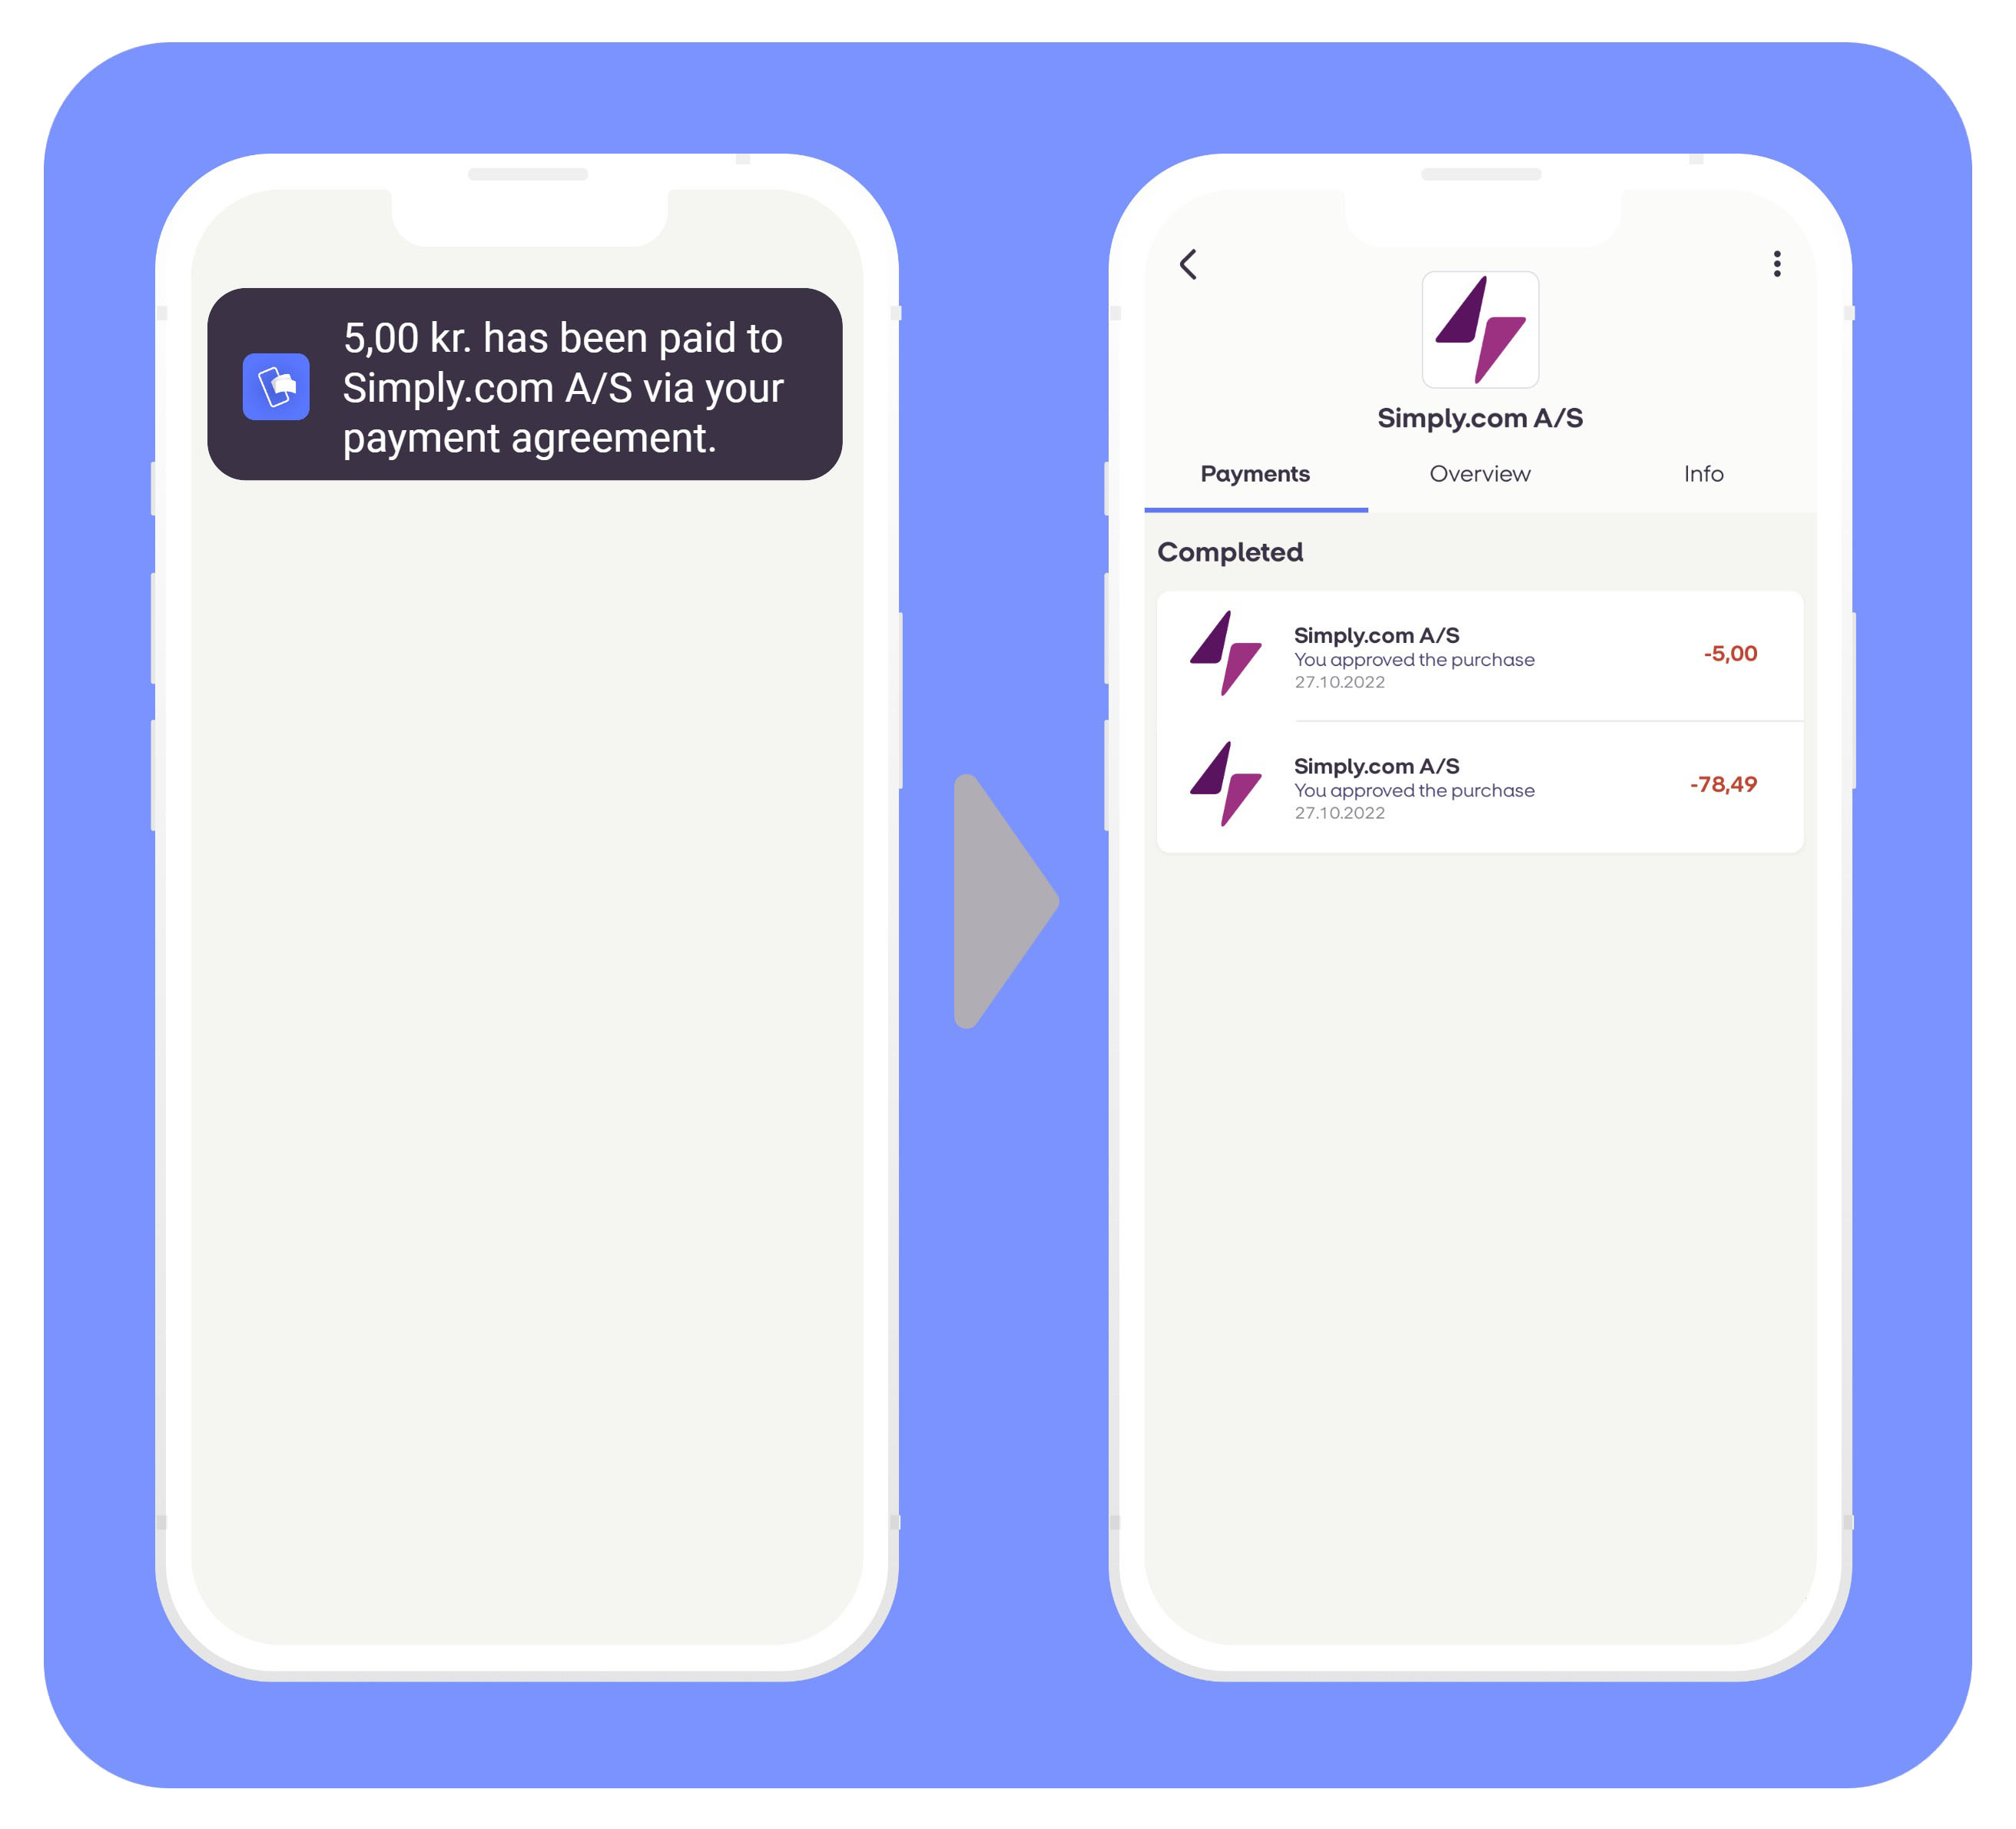 5,00 kr. has been paid to
Simply.com A/S via your
payment agreement.
Simply.com A/S
Payments Overview Info
Completed
Simply.com A/S
You approved the purchase
27.10.2022
-5,00
Simply.com A/S
You approved the purchase
27.10.2022
-78,49